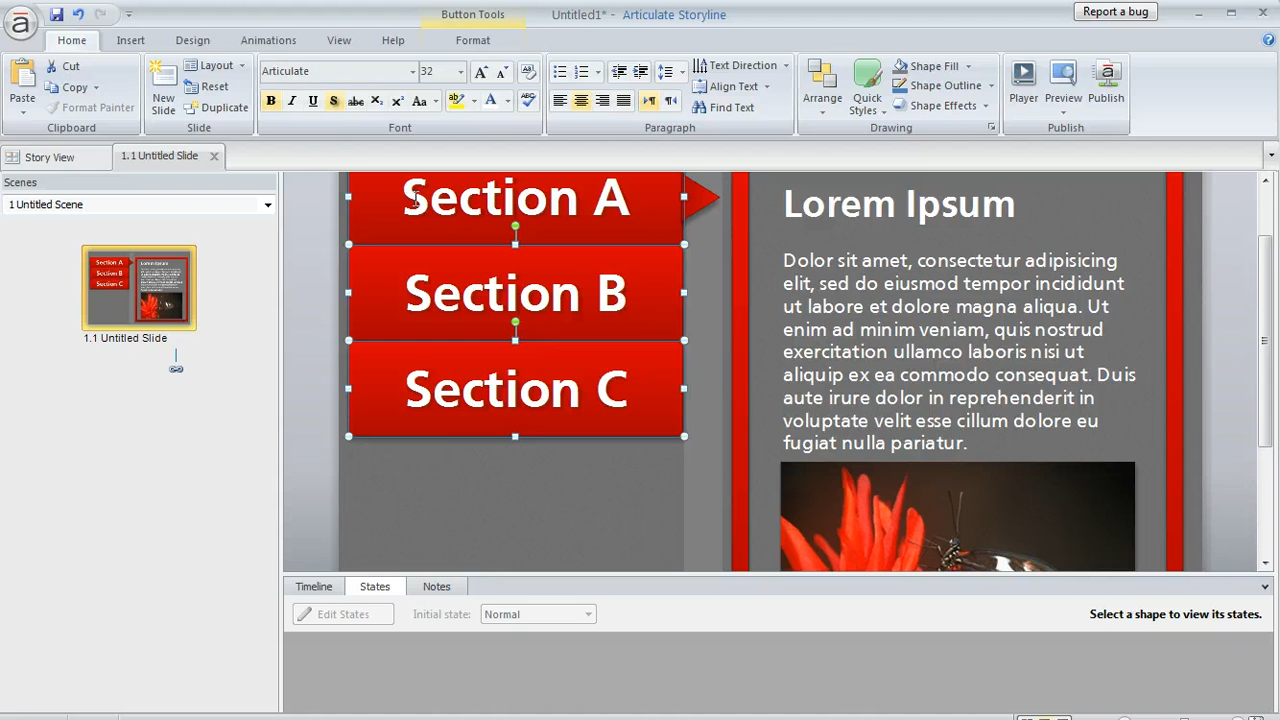 Button Tools
Untitled1* - Articulate Storyline
Report a bug
Home
Insert
Design
Animations
View
Help
Format
Paste
Cut
Copy
Format Painter
Clipboard
New Slide
Layout
Reset
Duplicate
Slide
Articulate
32
B I U S abc X₂ X² Aa
A
Font
Text Direction
Align Text
Find Text
Paragraph
Arrange
Quick Styles
Shape Fill
Shape Outline
Shape Effects
Drawing
Player
Preview
Publish
Publish
Story View
1.1 Untitled Slide
Scenes
1 Untitled Scene
Section A
Section B
Section C
Lorem Ipsum
1.1 Untitled Slide
Section A
Section B
Section C
Lorem Ipsum
Dolor sit amet, consectetur adipisicing
elit, sed do eiusmod tempor incididunt
ut labore et dolore magna aliqua. Ut
enim ad minim veniam, quis nostrud
exercitation ullamco laboris nisi ut
aliquip ex ea commodo consequat. Duis
aute irure dolor in reprehenderit in
voluptate velit esse cillum dolore eu
fugiat nulla pariatur.
Timeline
States
Notes
Edit States
Initial state:
Normal
Select a shape to view its states.